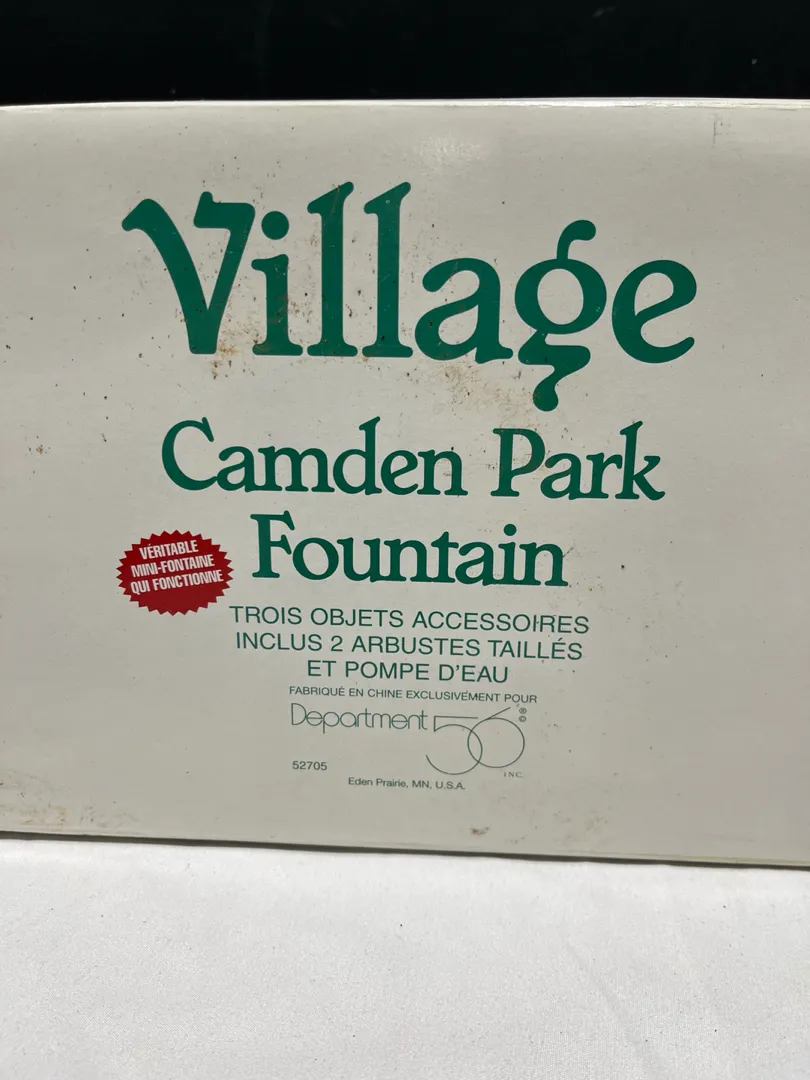 Village
Camden Park
Fountain
VÉRITABLE
MINI-FONTAINE
QUI FONCTIONNE
TROIS OBJETS ACCESSOIRES
INCLUS 2 ARBUSTES TAILLÉS
ET POMPE D'EAU
FABRIQUÉ EN CHINE EXCLUSIVEMENT POUR
Department 56 ® ©
INC.
52705
Eden Prairie, MN, U.S.A.